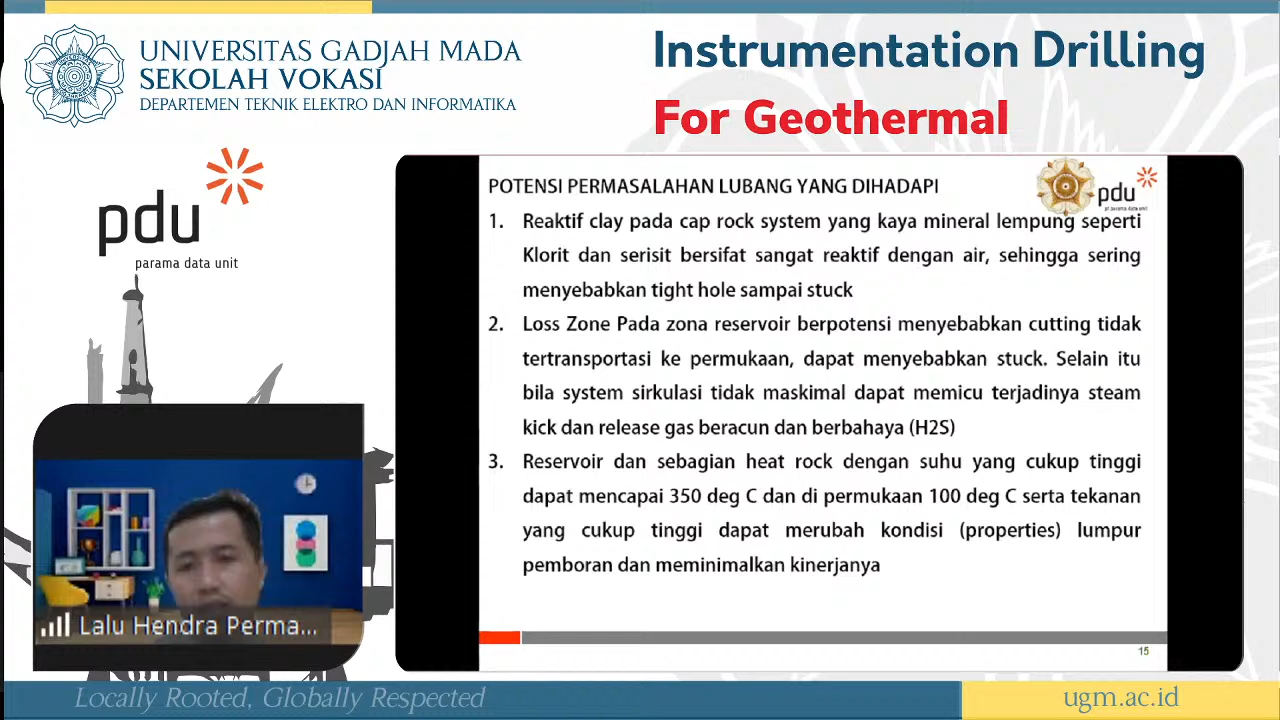 UNIVERSITAS GADJAH MADA
SEKOLAH VOKASI
DEPARTEMEN TEKNIK ELEKTRO DAN INFORMATIKA
Instrumentation Drilling
For Geothermal
pdu
parama data unit
POTENSI PERMASALAHAN LUBANG YANG DIHADAPI
pdu
pt parama data unit
1. Reaktif clay pada cap rock system yang kaya mineral lempung seperti
Klorit dan serisit bersifat sangat reaktif dengan air, sehingga sering
menyebabkan tight hole sampai stuck
2. Loss Zone Pada zona reservoir berpotensi menyebabkan cutting tidak
tertransportasi ke permukaan, dapat menyebabkan stuck. Selain itu
bila system sirkulasi tidak maskimal dapat memicu terjadinya steam
kick dan release gas beracun dan berbahaya (H2S)
3. Reservoir dan sebagian heat rock dengan suhu yang cukup tinggi
dapat mencapai 350 deg C dan di permukaan 100 deg C serta tekanan
yang cukup tinggi dapat merubah kondisi (properties) lumpur
pemboran dan meminimalkan kinerjanya
15
Lalu Hendra Perma...
Locally Rooted, Globally Respected
ugm.ac.id